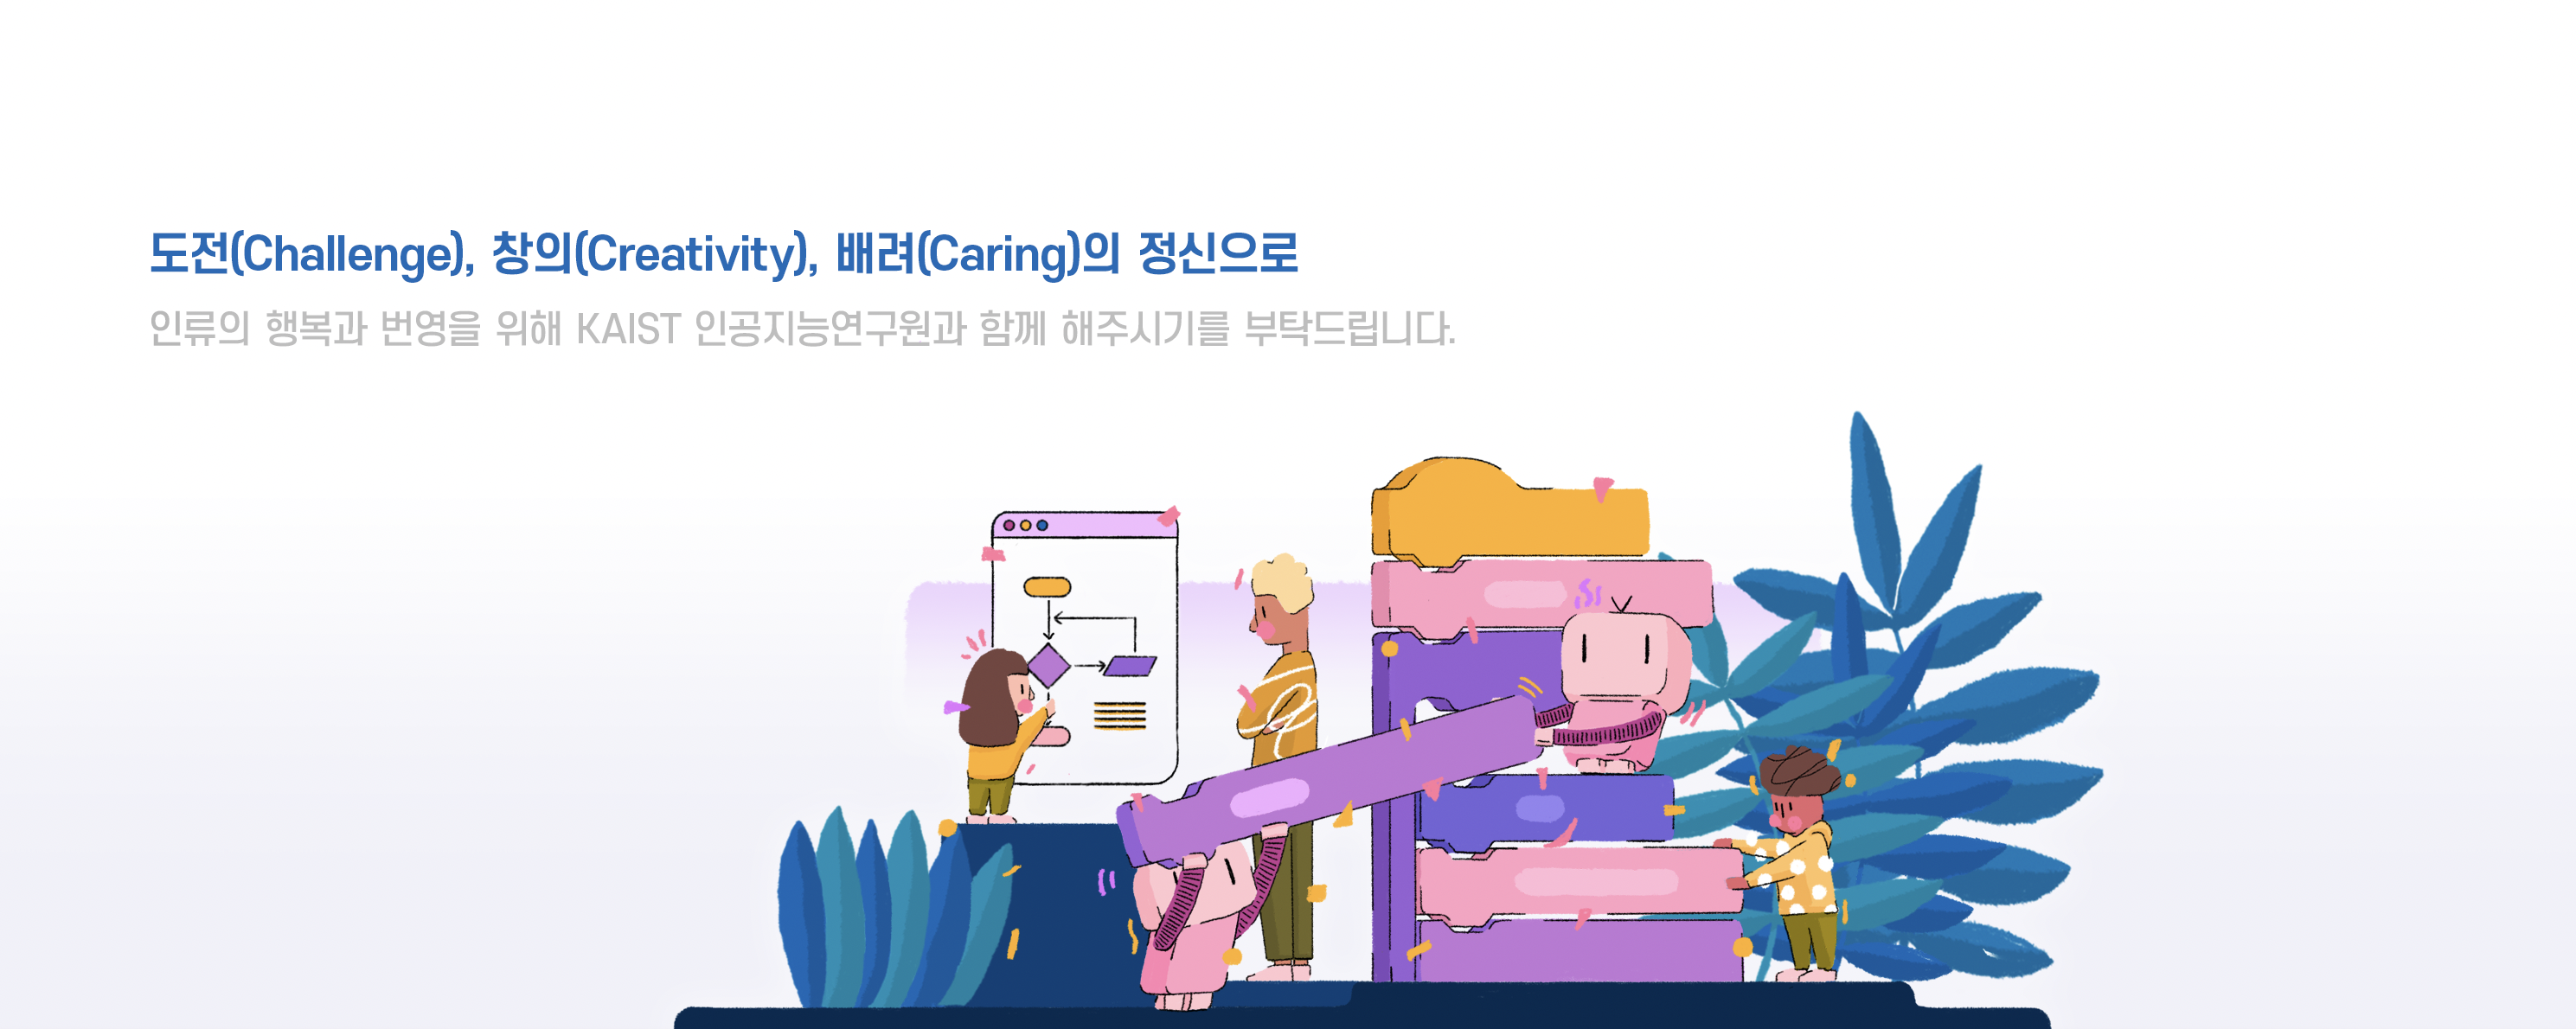 도전(Challenge), 창의(Creativity), 배려(Caring)의 정신으로
인류의 행복과 번영을 위해 KAIST 인공지능연구원과 함께 해주시기를 부탁드립니다.